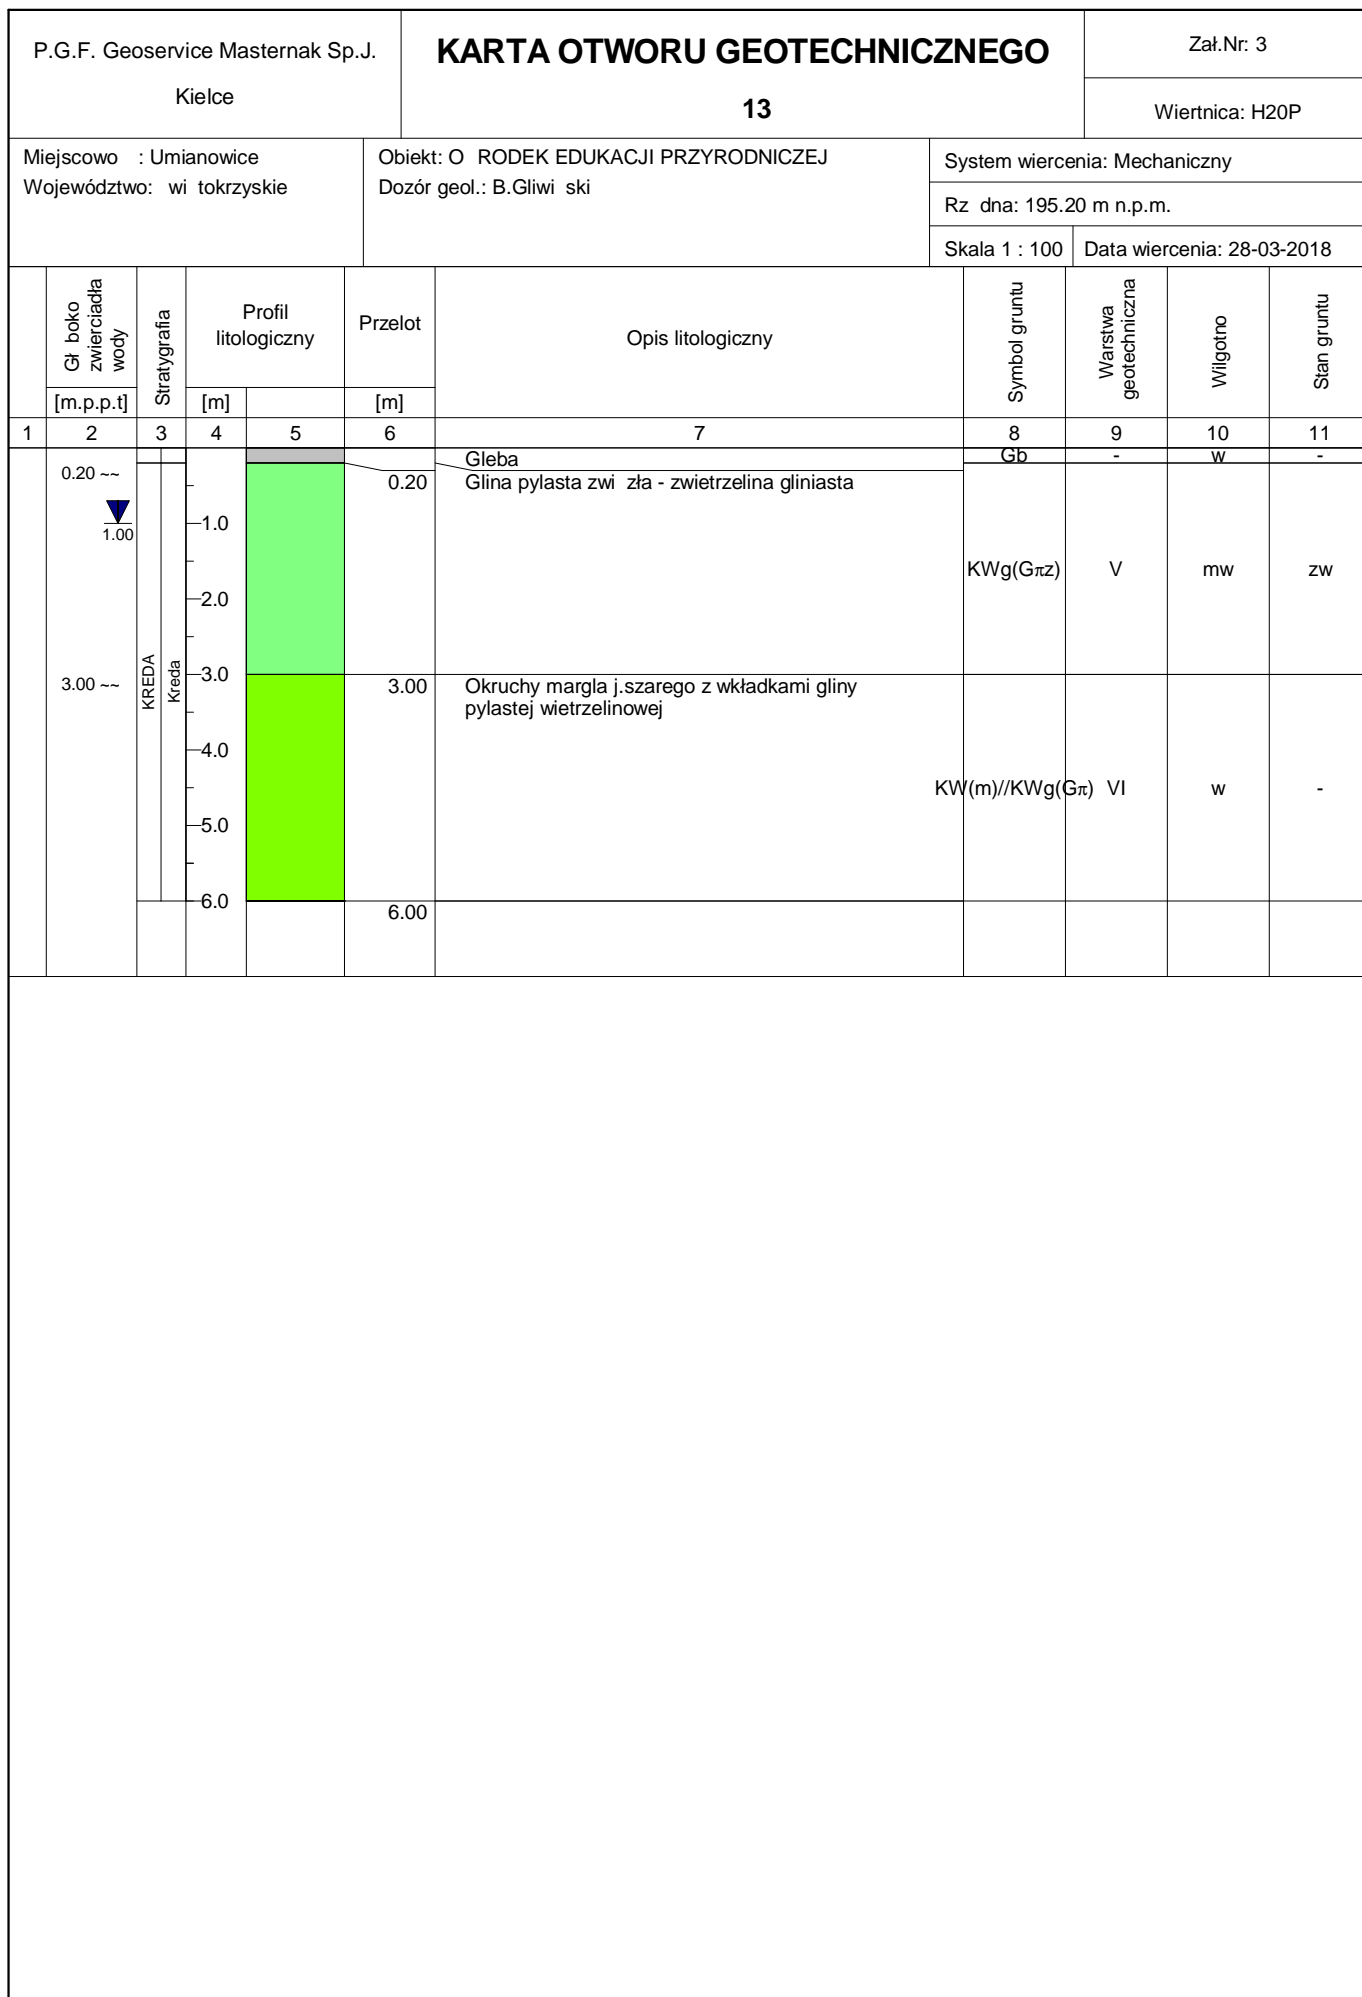 P.G.F. Geoservice Masternak Sp.J.
Kielce
KARTA OTWORU GEOTECHNICZNEGO
13
Zał.Nr: 3
Wiertnica: H20P
Miejscowo : Umianowice
Województwo: wi tokrzyskie
Obiekt: O RODEK EDUKACJI PRZYRODNICZEJ
Dozór geol.: B.Gliwi ski
System wiercenia: Mechaniczny
Rz dna: 195.20 m n.p.m.
Skala 1 : 100
Data wiercenia: 28-03-2018
Gł boko
zwierciadła
wody
[m.p.p.t]
Stratygrafia
Profil
litologiczny
[m]
Przelot
[m]
Opis litologiczny
Symbol gruntu
Warstwa
geotechniczna
Wilgotno
Stan gruntu
1 2 3 4 5 6 7 8 9 10 11
Gleba Gb - w -
0.20 ~~
0.20 Glina pylasta zwi zła - zwietrzelina gliniasta
1.00
1.0
KWg(Gπz) V mw zw
2.0
KREDA
Kreda
3.0
3.00 ~~
3.00 Okruchy margla j.szarego z wkładkami gliny
pylastej wietrzelinowej
4.0
KW(m)//KWg(Gπ) VI w -
5.0
6.0
6.00